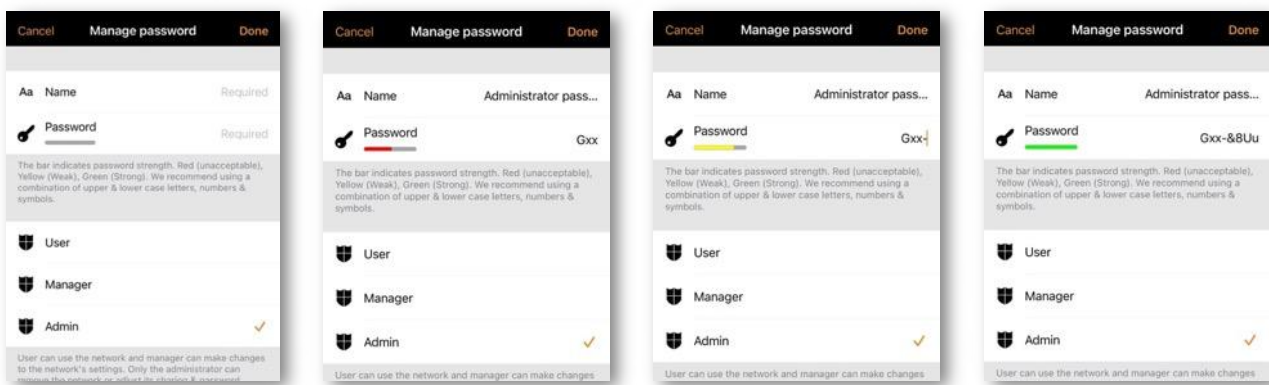 Cancel Manage password Done
Aa Name Required
Password Required
The bar indicates password strength. Red (unacceptable),
Yellow (Weak), Green (Strong). We recommend using a
combination of upper & lower case letters, numbers &
symbols.
User
Manager
Admin
User can use the network and manager can make changes
to the network's settings. Only the administrator can
remove the network or adjust its sharing & password
Cancel Manage password Done
Aa Name Administrator pass...
Password Gxx
The bar indicates password strength. Red (unacceptable),
Yellow (Weak), Green (Strong). We recommend using a
combination of upper & lower case letters, numbers &
symbols.
User
Manager
Admin
User can use the network and manager can make changes
Cancel Manage password Done
Aa Name Administrator pass...
Password Gxx-
The bar indicates password strength. Red (unacceptable),
Yellow (Weak), Green (Strong). We recommend using a
combination of upper & lower case letters, numbers &
symbols.
User
Manager
Admin
User can use the network and manager can make changes
Cancel Manage password Done
Aa Name Administrator pass...
Password Gxx-&8Uu
The bar indicates password strength. Red (unacceptable),
Yellow (Weak), Green (Strong). We recommend using a
combination of upper & lower case letters, numbers &
symbols.
User
Manager
Admin
User can use the network and manager can make changes